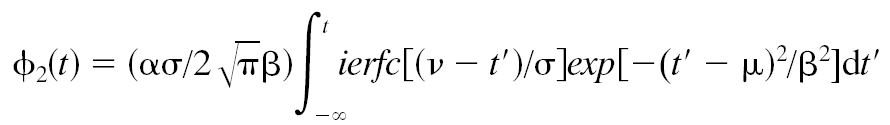 ϕ₂(t) = (ασ/2√πβ)∫_{-∞}^{t} ierfc[(ν − t′)/σ]exp[−(t′ − μ)²/β²]dt′